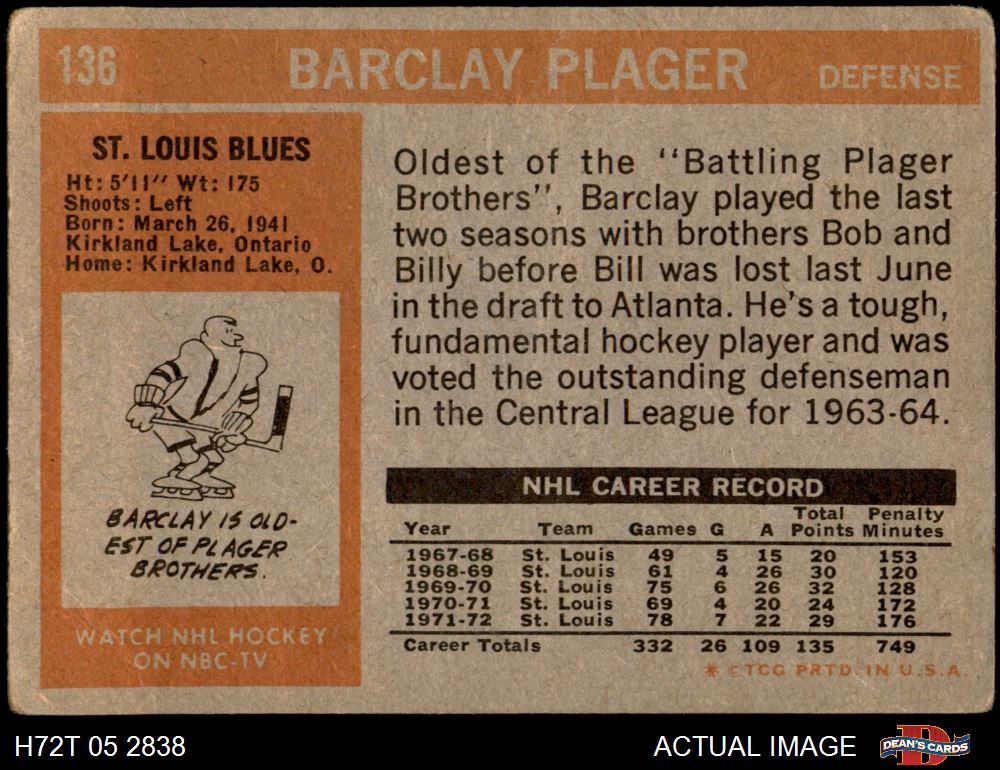 136 BARCLAY PLAGER DEFENSE
ST. LOUIS BLUES
Ht: 5'11" Wt: 175
Shoots: Left
Born: March 26, 1941
Kirkland Lake, Ontario
Home: Kirkland Lake, O.
BARCLAY IS OLD-
EST OF PLAGER
BROTHERS.
WATCH NHL HOCKEY
ON NBC-TV
Oldest of the "Battling Plager
Brothers", Barclay played the last
two seasons with brothers Bob and
Billy before Bill was lost last June
in the draft to Atlanta. He's a tough,
fundamental hockey player and was
voted the outstanding defenseman
in the Central League for 1963-64.
NHL CAREER RECORD
Year Team Games G A Total Points Penalty Minutes
1967-68 St. Louis 49 5 15 20 153
1968-69 St. Louis 61 4 26 30 120
1969-70 St. Louis 75 6 26 32 128
1970-71 St. Louis 69 4 20 24 172
1971-72 St. Louis 78 7 22 29 176
Career Totals 332 26 109 135 749
* © TCG PRTD. IN U.S.A.
H72T 05 2838 ACTUAL IMAGE D DEAN'S CARDS